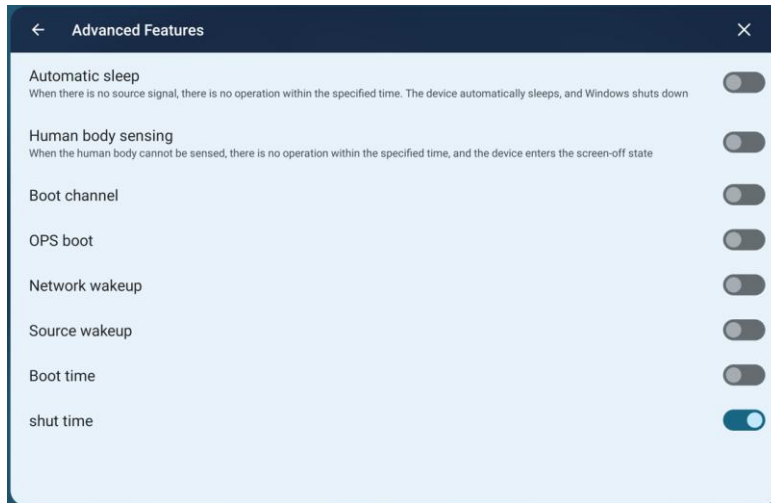 Advanced Features
Automatic sleep
When there is no source signal, there is no operation within the specified time. The device automatically sleeps, and Windows shuts down
Human body sensing
When the human body cannot be sensed, there is no operation within the specified time, and the device enters the screen-off state
Boot channel
OPS boot
Network wakeup
Source wakeup
Boot time
shut time